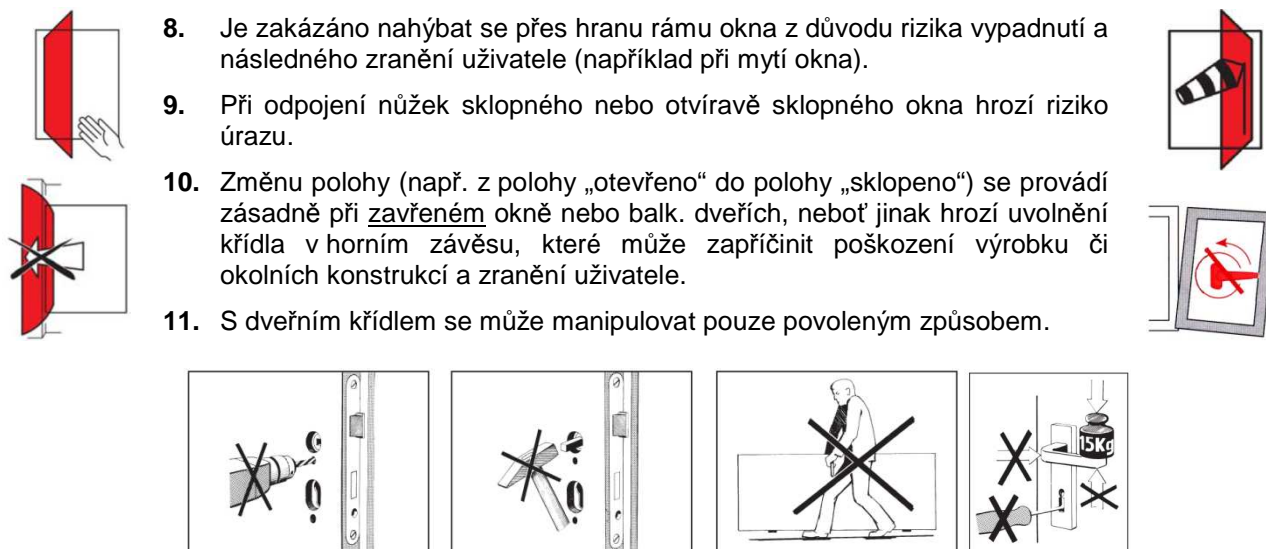 8. Je zakázáno nahýbat se přes hranu rámu okna z důvodu rizika vypadnutí a
následného zranění uživatele (například při mytí okna).
9. Při odpojení nůžek sklopného nebo otvíravě sklopného okna hrozí riziko
úrazu.
10. Změnu polohy (např. z polohy „otevřeno“ do polohy „sklopeno“) se provádí
zásadně při zavřeném okně nebo balk. dveřích, neboť jinak hrozí uvolnění
křídla v horním závěsu, které může zapříčinit poškození výrobku či
okolních konstrukcí a zranění uživatele.
11. S dveřním křídlem se může manipulovat pouze povoleným způsobem.
15Kg